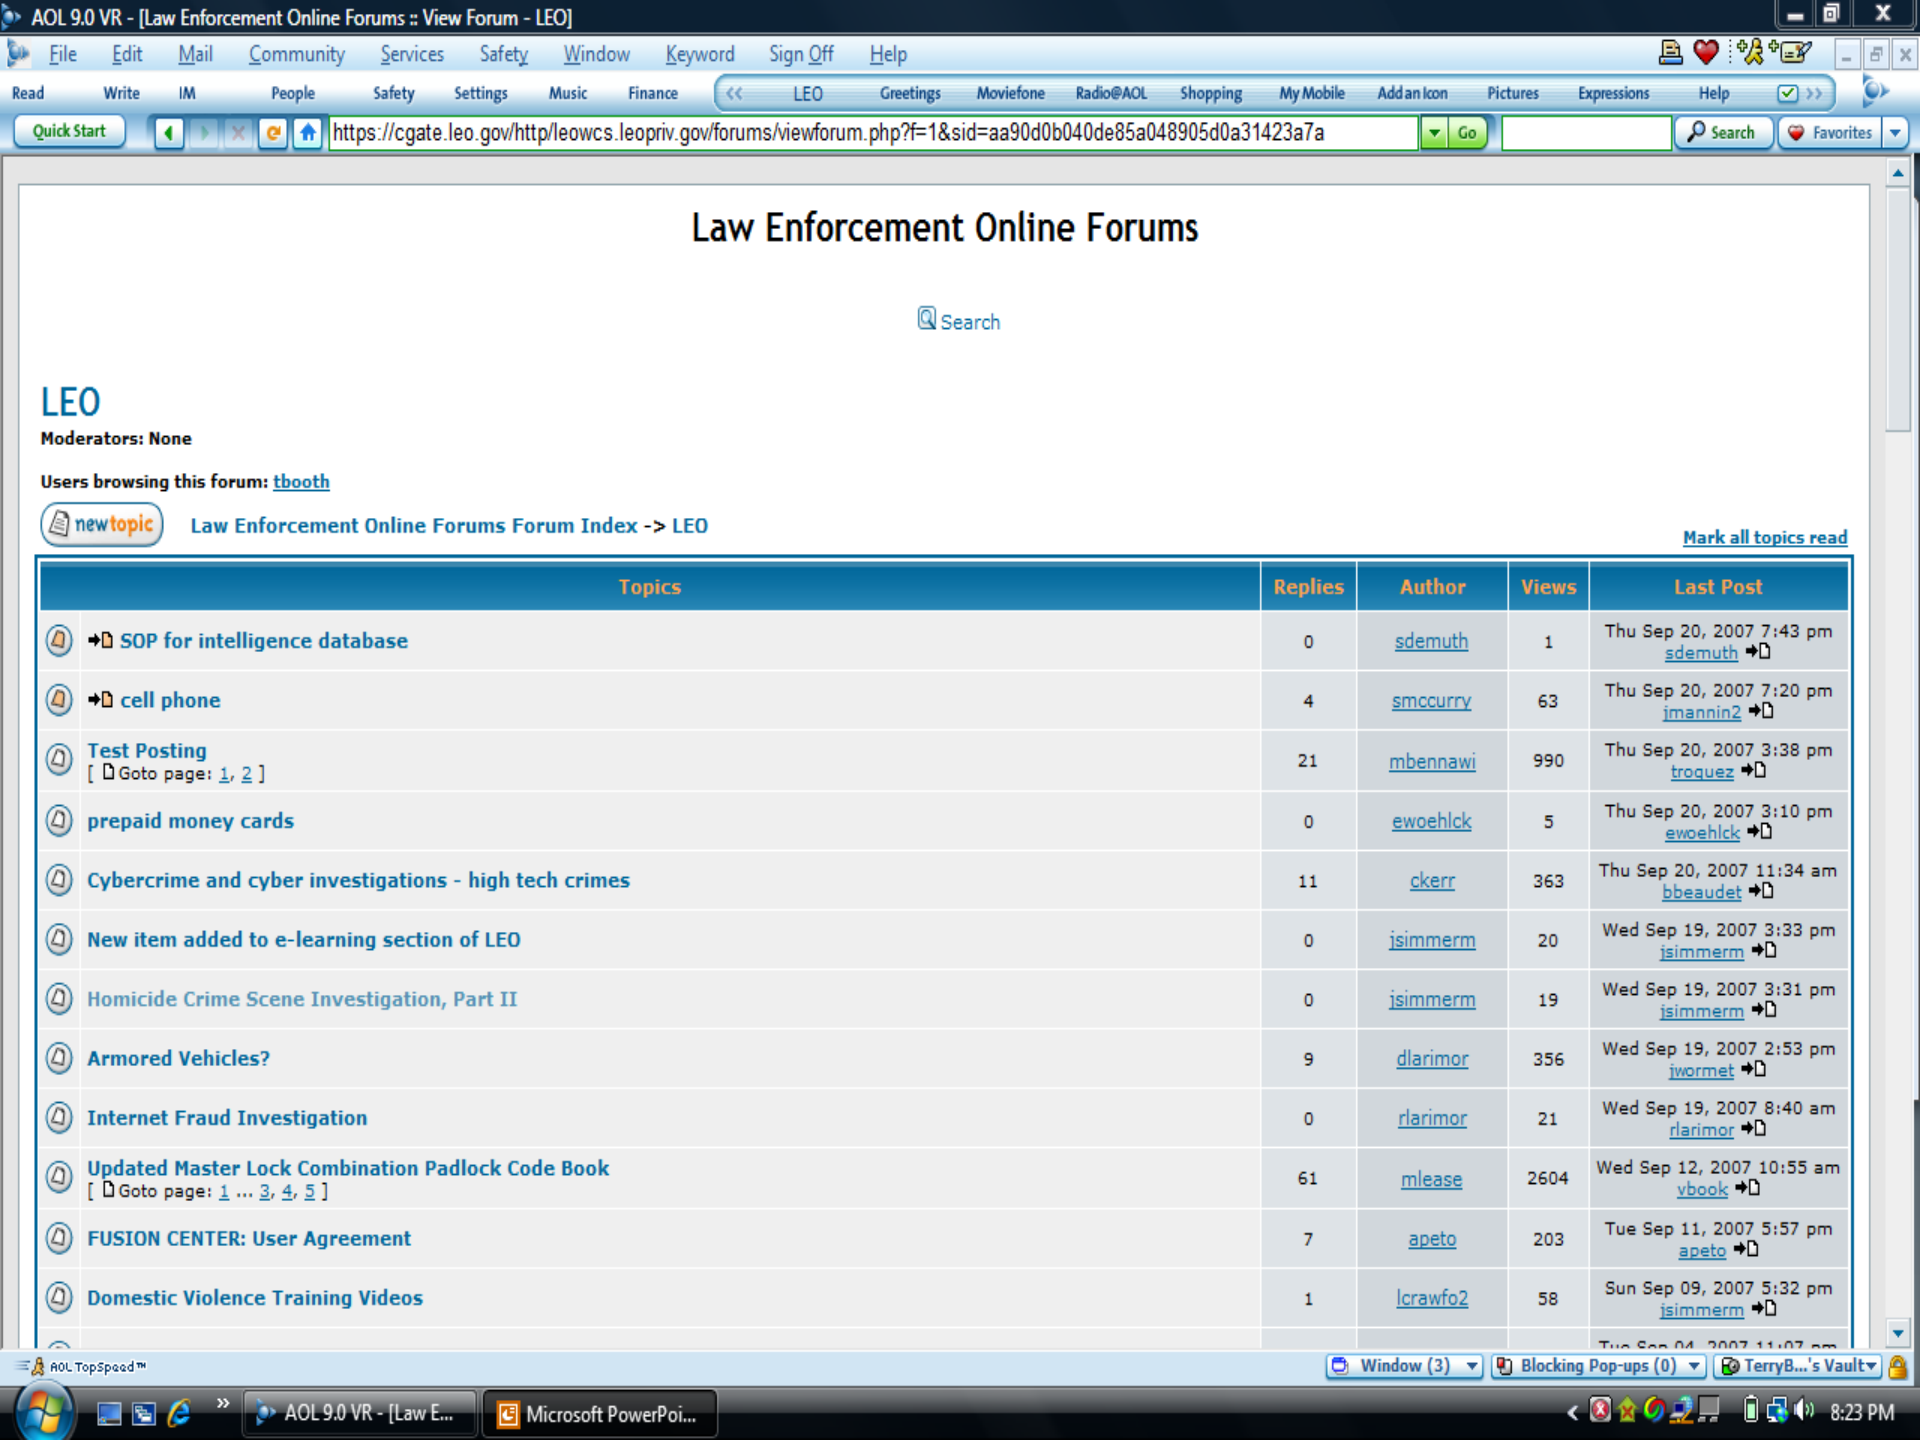 AOL 9.0 VR - [Law Enforcement Online Forums :: View Forum - LEO]
File Edit Mail Community Services Safety Window Keyword Sign Off Help
Read Write IM People Safety Settings Music Finance << LEO Greetings Moviefone Radio@AOL Shopping My Mobile Add an Icon Pictures Expressions Help >>
Quick Start https://cgate.leo.gov/http/leowcs.leopriv.gov/forums/viewforum.php?f=1&sid=aa90d0b040de85a048905d0a31423a7a Go Search Favorites
Law Enforcement Online Forums
Search
LEO
Moderators: None
Users browsing this forum: tbooth
newtopic Law Enforcement Online Forums Forum Index -> LEO
Mark all topics read
Topics Replies Author Views Last Post
SOP for intelligence database 0 sdemuth 1 Thu Sep 20, 2007 7:43 pm
sdemuth
cell phone 4 smccurry 63 Thu Sep 20, 2007 7:20 pm
jmannin2
Test Posting 21 mbennawi 990 Thu Sep 20, 2007 3:38 pm
[ Goto page: 1, 2 ] troquez
prepaid money cards 0 ewoehlck 5 Thu Sep 20, 2007 3:10 pm
ewoehlck
Cybercrime and cyber investigations - high tech crimes 11 ckerr 363 Thu Sep 20, 2007 11:34 am
bbeaudet
New item added to e-learning section of LEO 0 jsimmerm 20 Wed Sep 19, 2007 3:33 pm
jsimmerm
Homicide Crime Scene Investigation, Part II 0 jsimmerm 19 Wed Sep 19, 2007 3:31 pm
jsimmerm
Armored Vehicles? 9 dlarimor 356 Wed Sep 19, 2007 2:53 pm
jwormet
Internet Fraud Investigation 0 rlarimor 21 Wed Sep 19, 2007 8:40 am
rlarimor
Updated Master Lock Combination Padlock Code Book 61 mlease 2604 Wed Sep 12, 2007 10:55 am
[ Goto page: 1 ... 3, 4, 5 ] vbook
FUSION CENTER: User Agreement 7 apeto 203 Tue Sep 11, 2007 5:57 pm
apeto
Domestic Violence Training Videos 1 lcrawfo2 58 Sun Sep 09, 2007 5:32 pm
jsimmerm
Tue Sep 04, 2007 11:07 pm
AOL TopSpeed™ Window (3) Blocking Pop-ups (0) TerryB...'s Vault
» AOL 9.0 VR - [Law E... Microsoft PowerPoi... < 8:23 PM